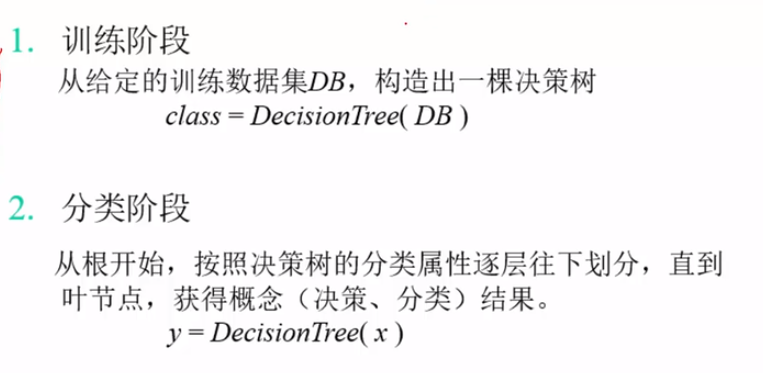 1. 训练阶段
从给定的训练数据集DB，构造出一棵决策树
class = DecisionTree( DB )
2. 分类阶段
从根开始，按照决策树的分类属性逐层往下划分，直到
叶节点，获得概念（决策、分类）结果。
y = DecisionTree( x )